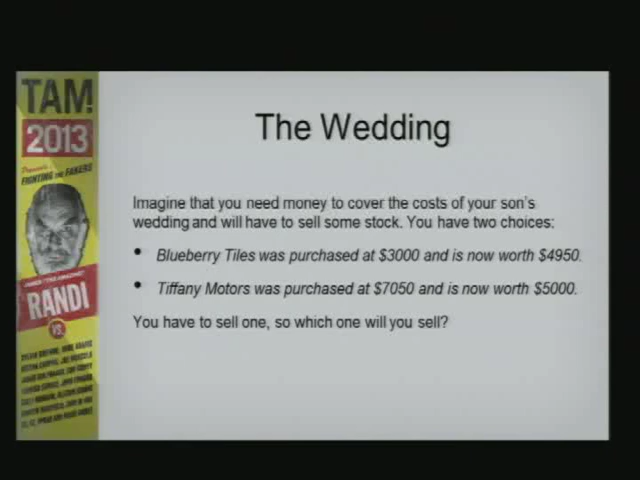 TAM!
2013
FIGHTING THE FAKERS
RANDI
VS.
The Wedding
Imagine that you need money to cover the costs of your son's
wedding and will have to sell some stock. You have two choices:
• Blueberry Tiles was purchased at $3000 and is now worth $4950.
• Tiffany Motors was purchased at $7050 and is now worth $5000.
You have to sell one, so which one will you sell?